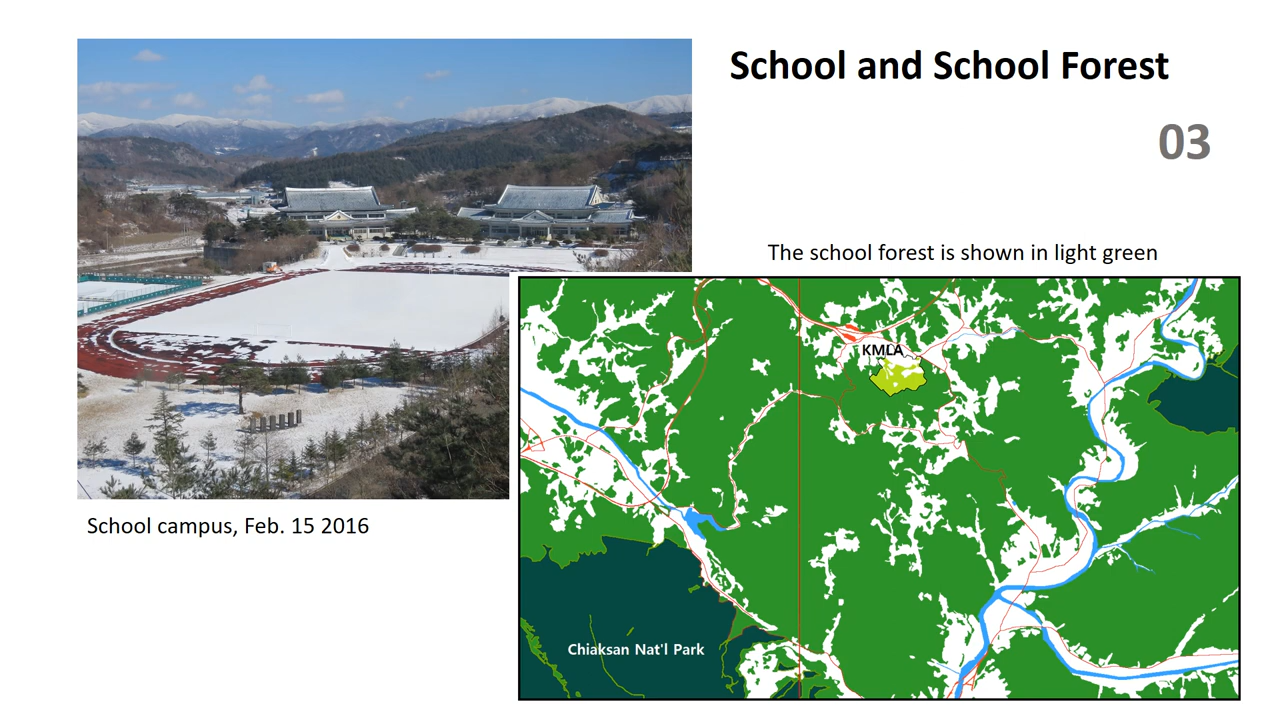 School and School Forest
03
The school forest is shown in light green
KMLA
School campus, Feb. 15 2016
Chiaksan Nat'l Park